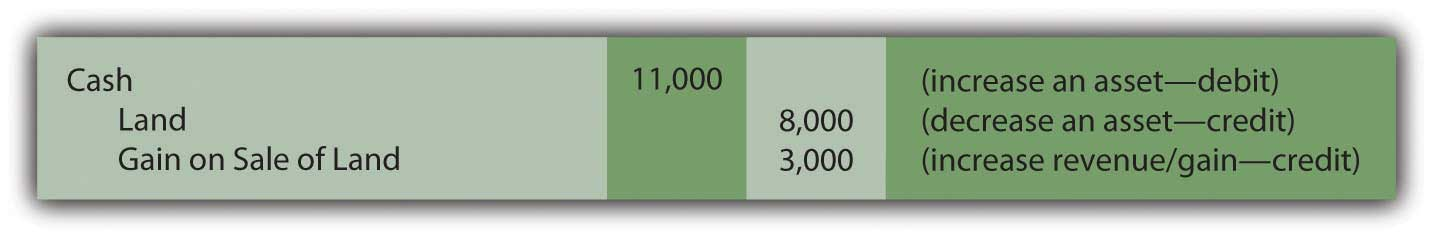 Cash 11,000 (increase an asset—debit)
Land 8,000 (decrease an asset—credit)
Gain on Sale of Land 3,000 (increase revenue/gain—credit)